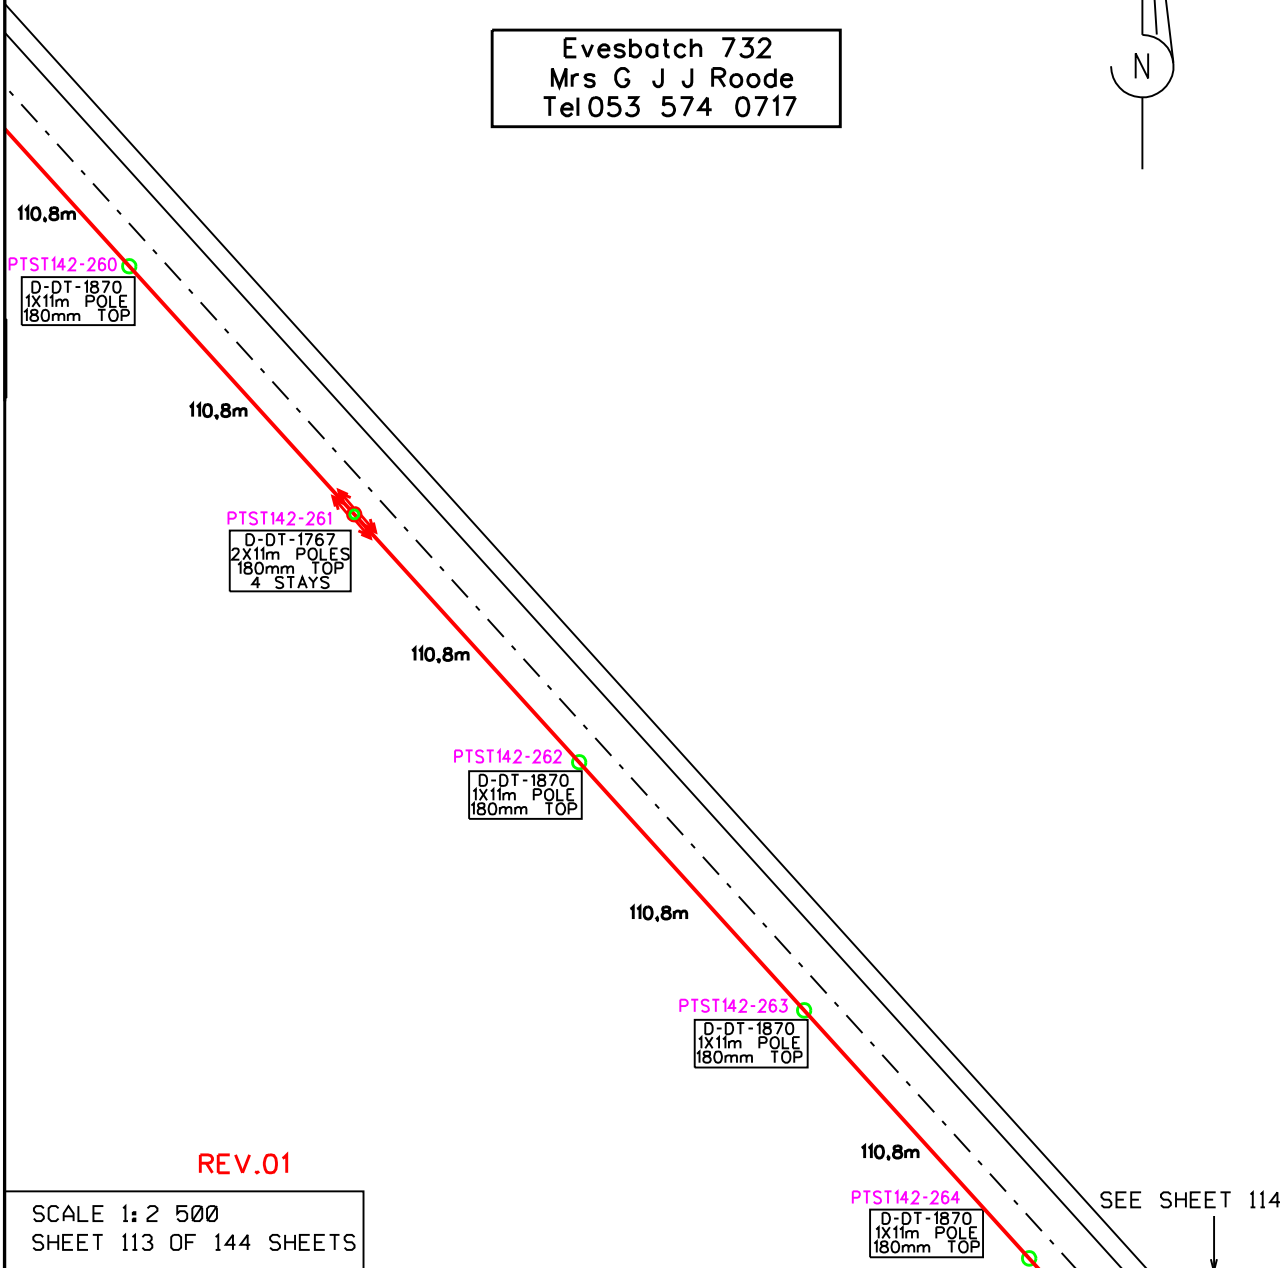 Evesbatch 732
Mrs G J J Roode
Tel 053 574 0717
N
110,8m
PTST142-260
D-DT-1870
1X11m POLE
180mm TOP
110,8m
PTST142-261
D-DT-1767
2X11m POLES
180mm TOP
4 STAYS
110,8m
PTST142-262
D-DT-1870
1X11m POLE
180mm TOP
110,8m
PTST142-263
D-DT-1870
1X11m POLE
180mm TOP
110,8m
PTST142-264
D-DT-1870
1X11m POLE
180mm TOP
SEE SHEET 114
REV.01
SCALE 1:2 500
SHEET 113 OF 144 SHEETS